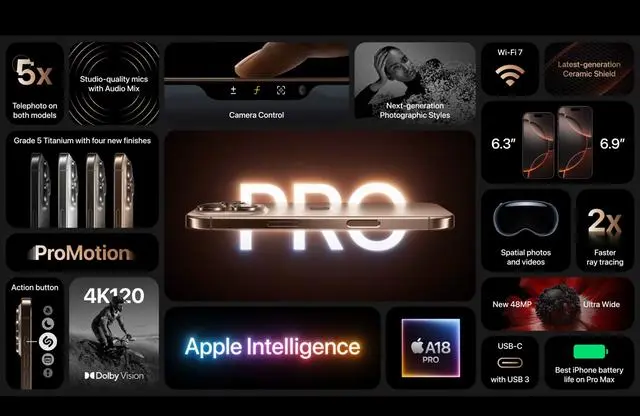 5x
Telephoto on
both models
Studio-quality mics
with Audio Mix
Camera Control
Next-generation
Photographic Styles
Wi-Fi 7
Latest-generation
Ceramic Shield
Grade 5 Titanium with four new finishes
PRO
6.3”
6.9”
ProMotion
Spatial photos
and videos
2x
Faster
ray tracing
Action button
4K120
Dolby Vision
Apple Intelligence
A18
PRO
New 48MP
Ultra Wide
USB-C
with USB 3
Best iPhone battery
life on Pro Max